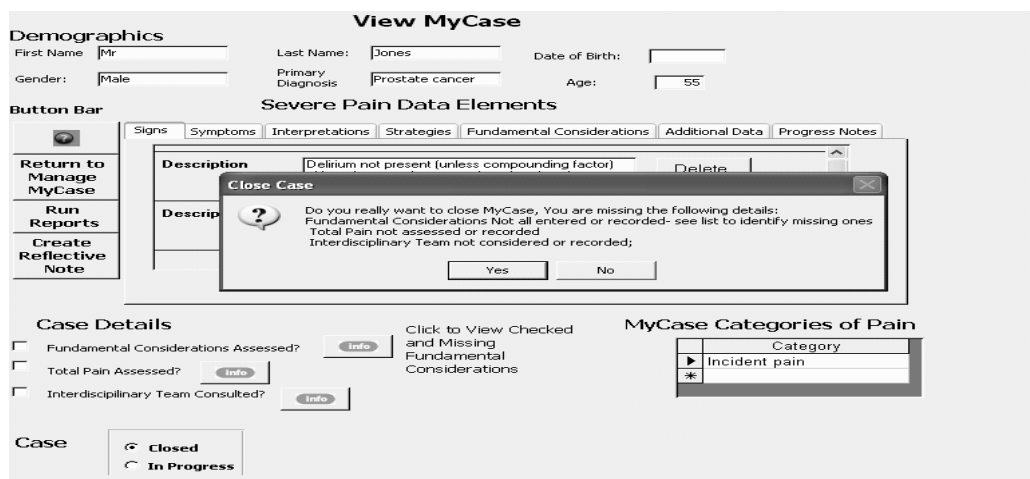 View MyCase
Demographics
First Name Mr Last Name: Jones Date of Birth:
Gender: Male Primary Diagnosis Prostate cancer Age: 55
Button Bar
Severe Pain Data Elements
Signs Symptoms Interpretations Strategies Fundamental Considerations Additional Data Progress Notes
Return to
Manage
MyCase
Run
Reports
Create
Reflective
Note
Description Delirium not present (unless compounding factor) Delete
Descrip
Close Case
Do you really want to close MyCase, You are missing the following details:
Fundamental Considerations Not all entered or recorded- see list to identify missing ones
Total Pain not assessed or recorded
Interdisciplinary Team not considered or recorded;
Yes No
Case Details
Fundamental Considerations Assessed? Info
Total Pain Assessed? Info
Interdiscipilinary Team Consulted? Info
Click to View Checked
and Missing
Fundamental
Considerations
MyCase Categories of Pain
Category
Incident pain
Case
Closed
In Progress